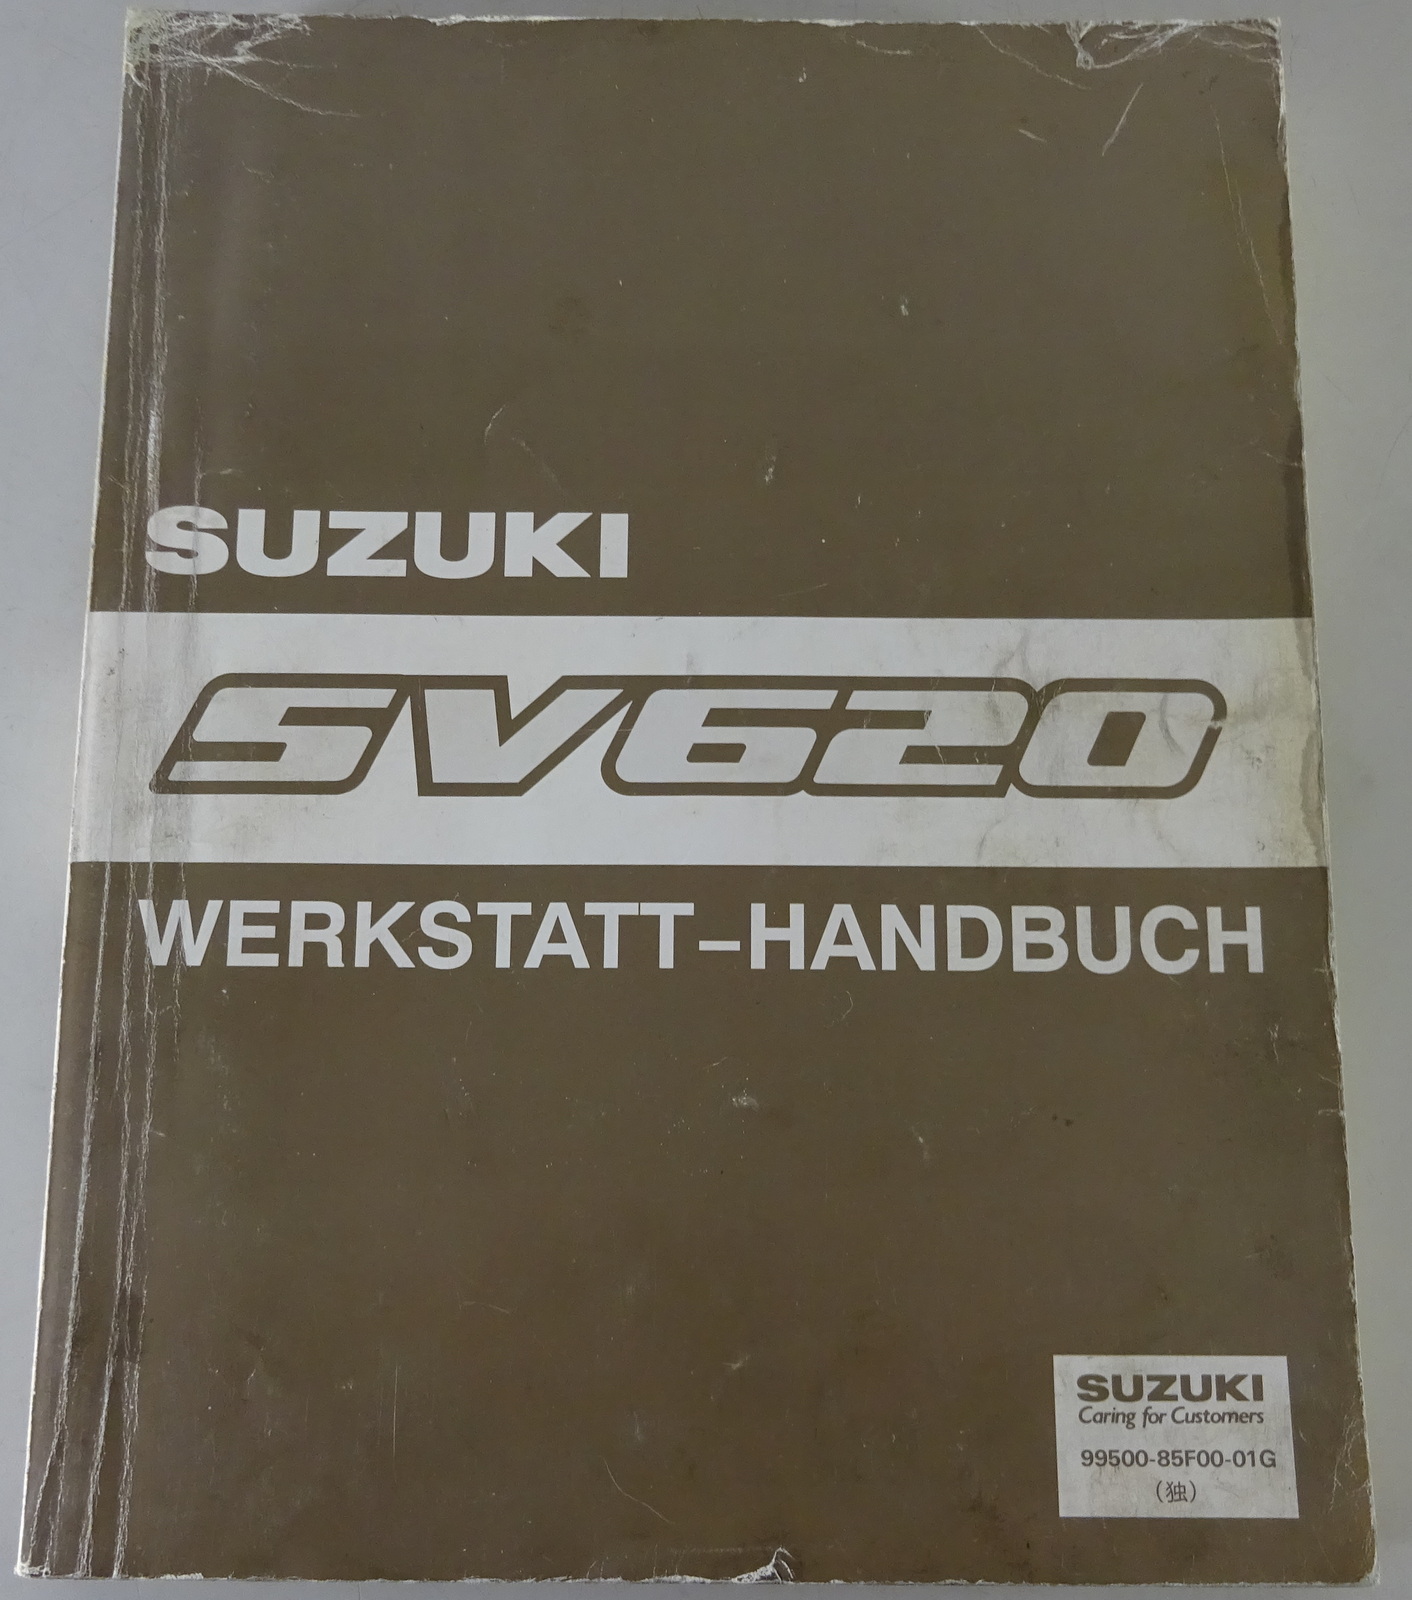 SUZUKI
SV620
WERKSTATT-HANDBUCH
SUZUKI
Caring for Customers
99500-85F00-01G
(独)